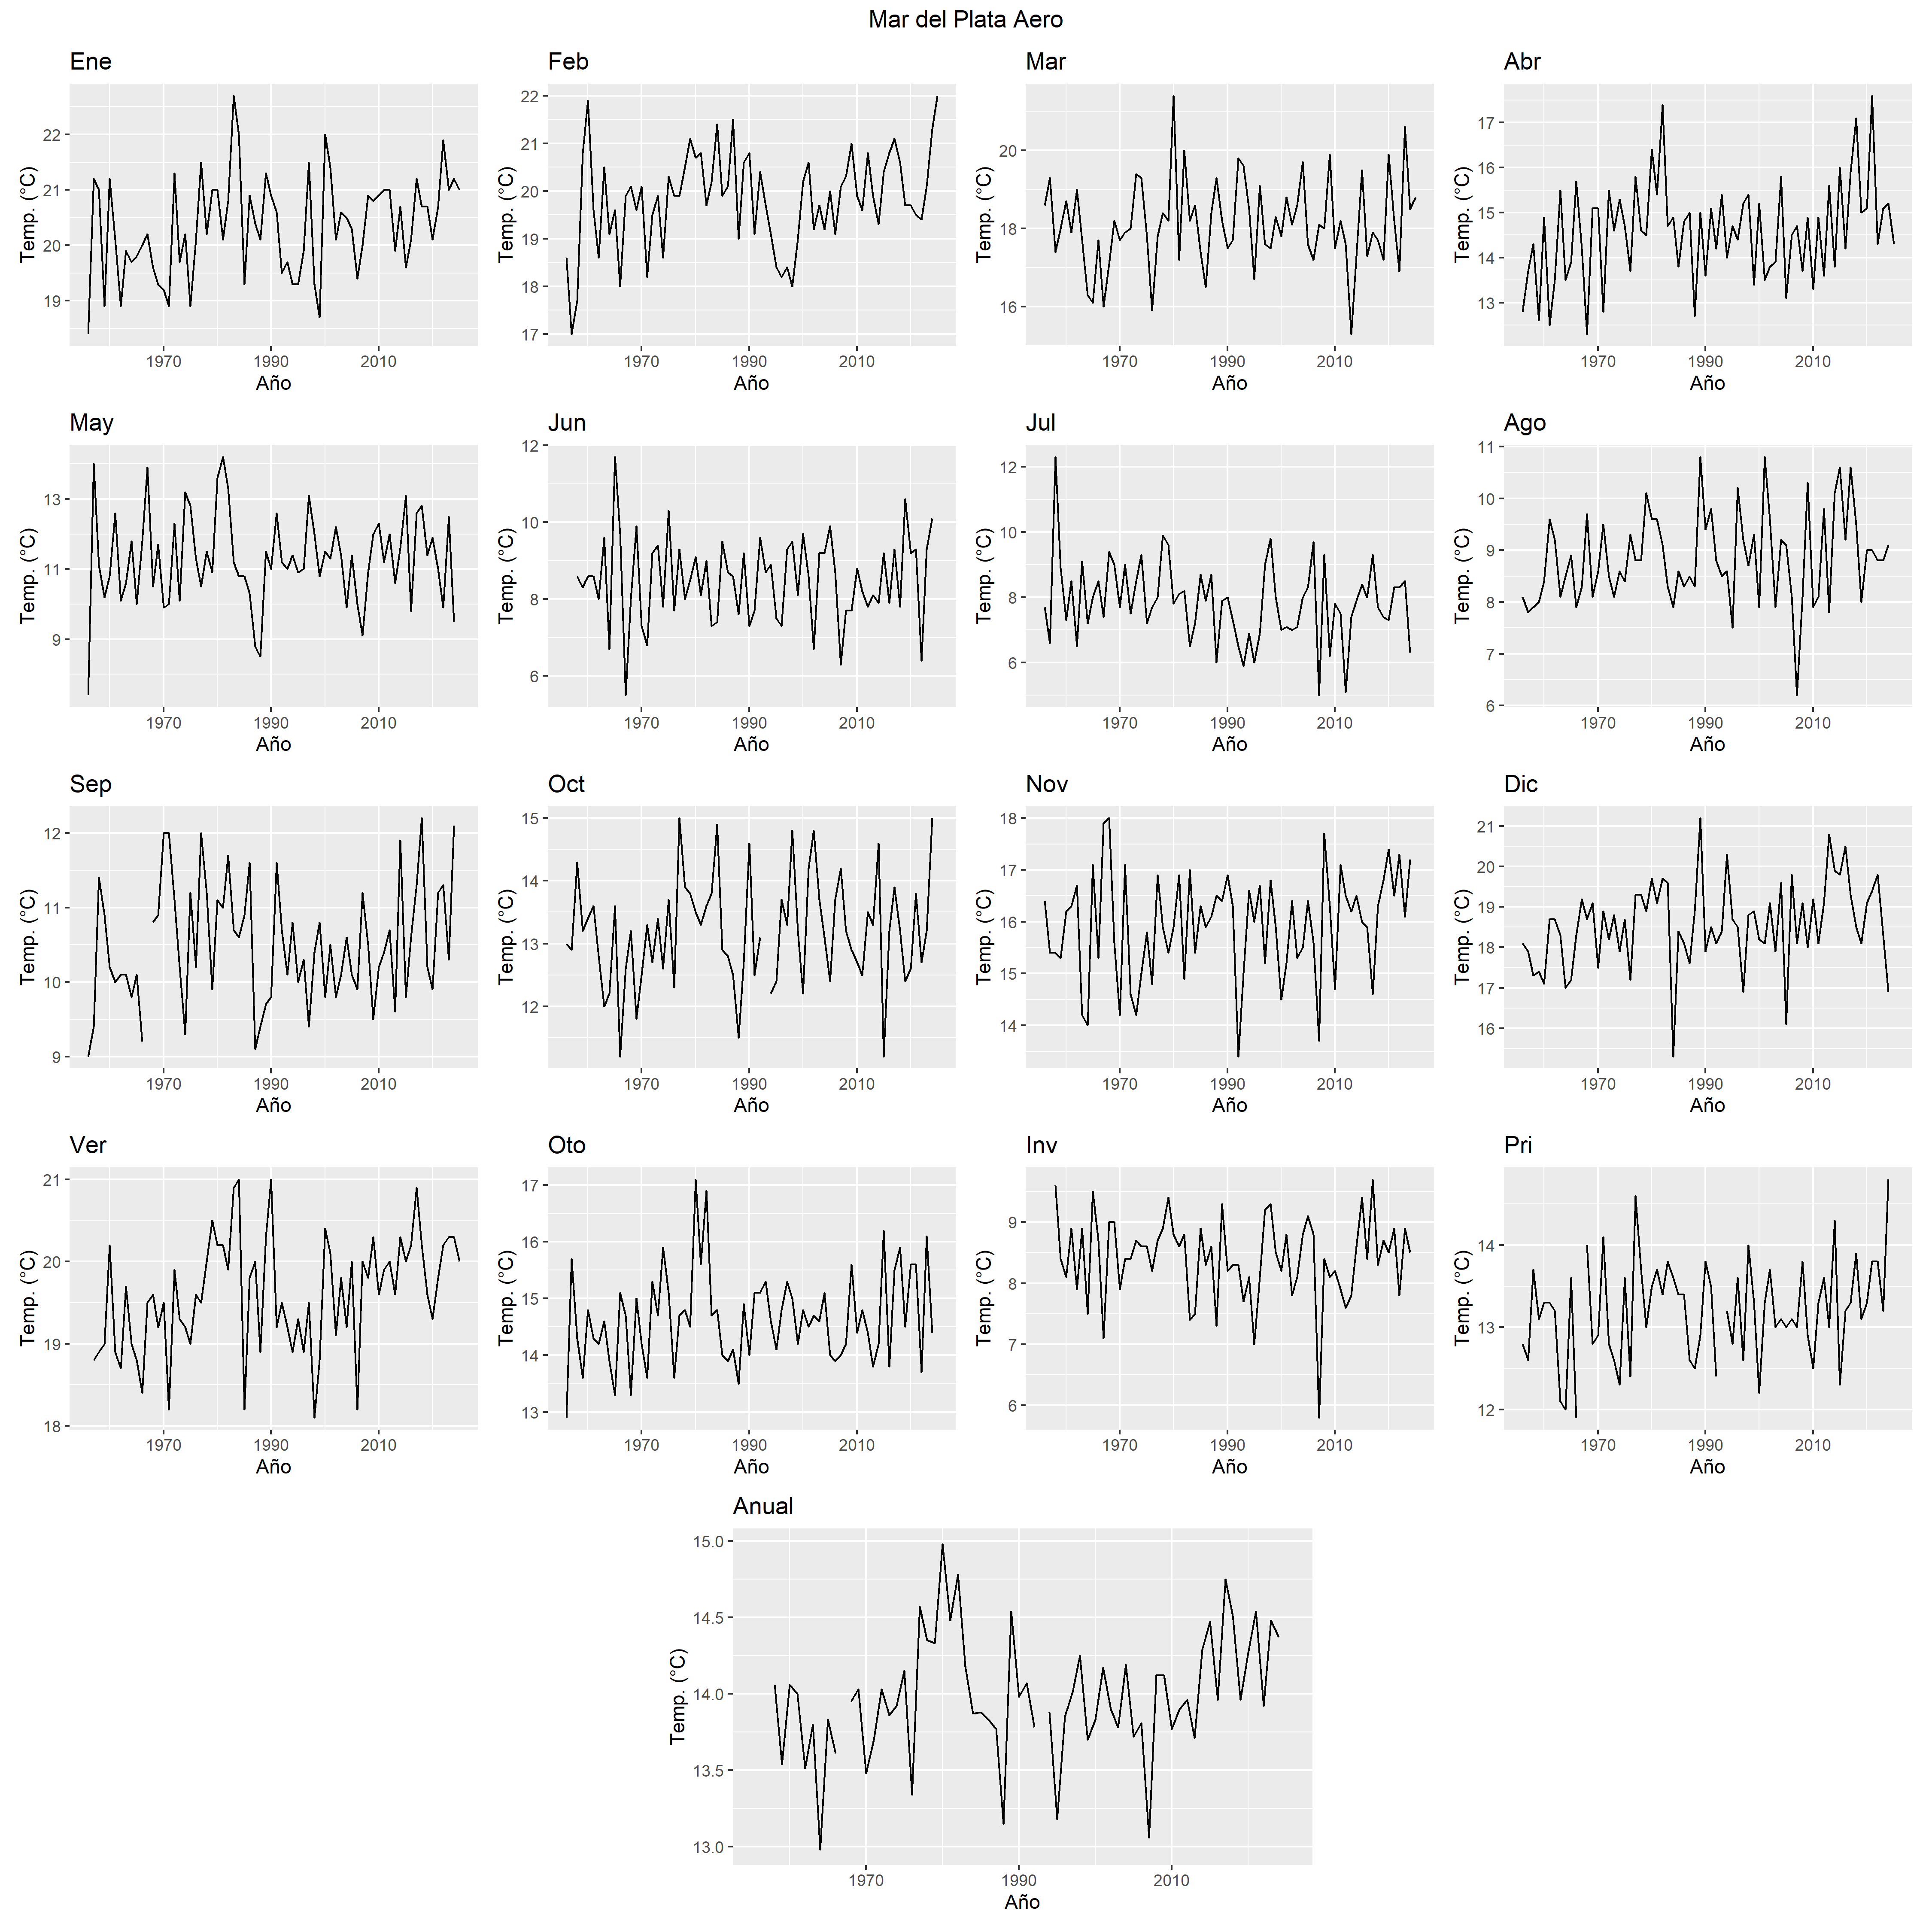 Mar del Plata Aero
Ene Feb Mar Abr
Temp. (°C) 22 21 20 19
Temp. (°C) 22 21 20 19 18 17
Temp. (°C) 20 18 16
Temp. (°C) 17 16 15 14 13
1970 1990 2010 1970 1990 2010 1970 1990 2010 1970 1990 2010
Año Año Año Año
May Jun Jul Ago
Temp. (°C) 13 11 9
Temp. (°C) 12 10 8 6
Temp. (°C) 12 10 8 6
Temp. (°C) 11 10 9 8 7 6
1970 1990 2010 1970 1990 2010 1970 1990 2010 1970 1990 2010
Año Año Año Año
Sep Oct Nov Dic
Temp. (°C) 12 11 10 9
Temp. (°C) 15 14 13 12
Temp. (°C) 18 17 16 15 14
Temp. (°C) 21 20 19 18 17 16
1970 1990 2010 1970 1990 2010 1970 1990 2010 1970 1990 2010
Año Año Año Año
Ver Oto Inv Pri
Temp. (°C) 21 20 19 18
Temp. (°C) 17 16 15 14 13
Temp. (°C) 9 8 7 6
Temp. (°C) 14 13 12
1970 1990 2010 1970 1990 2010 1970 1990 2010 1970 1990 2010
Año Año Año Año
Anual
Temp. (°C) 15.0 14.5 14.0 13.5 13.0
1970 1990 2010
Año